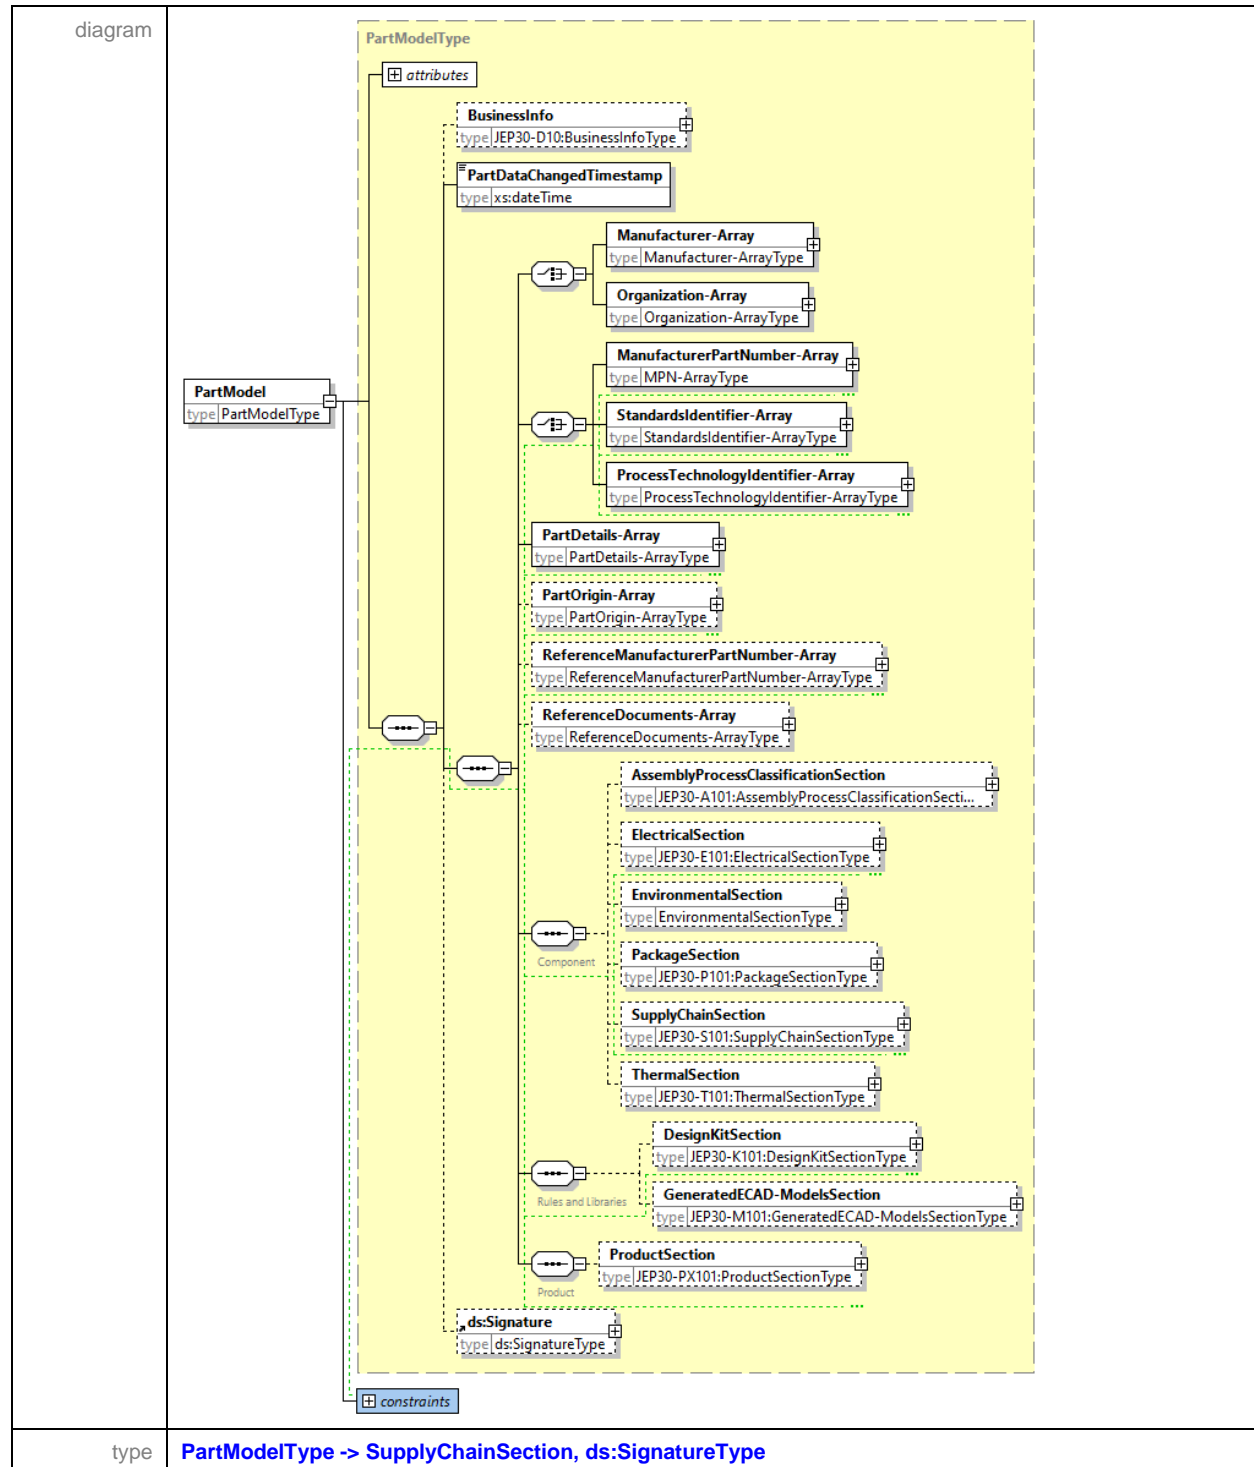 diagram
PartModelType
attributes
BusinessInfo
type JEP30-D10:BusinessInfoType
PartDataChangedTimestamp
type xs:dateTime
Manufacturer-Array
type Manufacturer-ArrayType
Organization-Array
type Organization-ArrayType
ManufacturerPartNumber-Array
type MPN-ArrayType
PartModel
type PartModelType
StandardsIdentifier-Array
type StandardsIdentifier-ArrayType
ProcessTechnologyIdentifier-Array
type ProcessTechnologyIdentifier-ArrayType
PartDetails-Array
type PartDetails-ArrayType
PartOrigin-Array
type PartOrigin-ArrayType
ReferenceManufacturerPartNumber-Array
type ReferenceManufacturerPartNumber-ArrayType
ReferenceDocuments-Array
type ReferenceDocuments-ArrayType
AssemblyProcessClassificationSection
type JEP30-A101:AssemblyProcessClassificationSecti...
ElectricalSection
type JEP30-E101:ElectricalSectionType
EnvironmentalSection
type EnvironmentalSectionType
Component
PackageSection
type JEP30-P101:PackageSectionType
SupplyChainSection
type JEP30-S101:SupplyChainSectionType
ThermalSection
type JEP30-T101:ThermalSectionType
DesignKitSection
type JEP30-K101:DesignKitSectionType
Rules and Libraries
GeneratedECAD-ModelsSection
type JEP30-M101:GeneratedECAD-ModelsSectionType
ProductSection
type JEP30-PX101:ProductSectionType
Product
ds:Signature
type ds:SignatureType
constraints
type PartModelType -> SupplyChainSection, ds:SignatureType